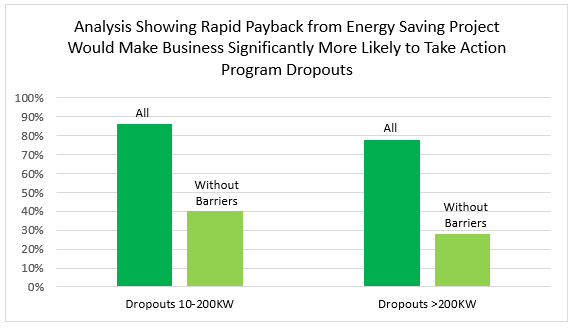 Analysis Showing Rapid Payback from Energy Saving Project
Would Make Business Significantly More Likely to Take Action
Program Dropouts
100%
90%
80%
70%
60%
50%
40%
30%
20%
10%
0%
All
Without
Barriers
All
Without
Barriers
Dropouts 10-200KW
Dropouts >200KW